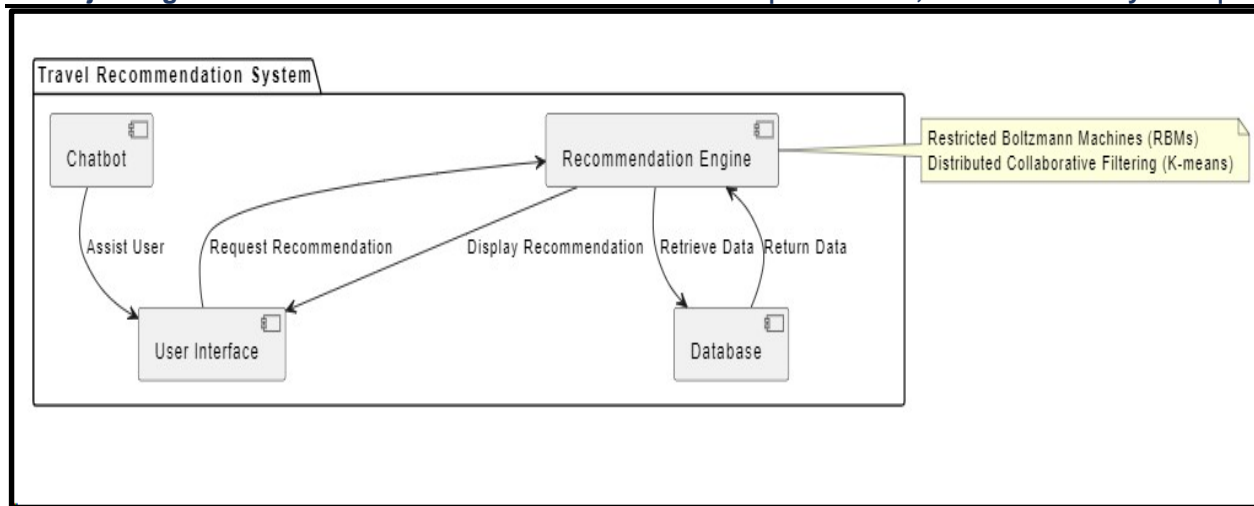 Travel Recommendation System
Chatbot
Recommendation Engine
Restricted Boltzmann Machines (RBMs)
Distributed Collaborative Filtering (K-means)
Assist User
Request Recommendation
Display Recommendation
Retrieve Data
Return Data
User Interface
Database